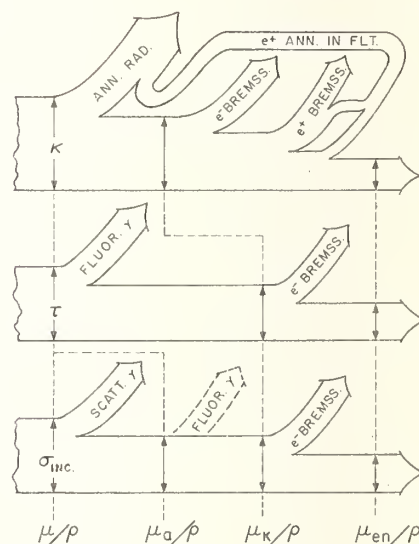 e+ ANN. IN FLT.
ANN. RAD.
e- BREMSS.
e+ BREMSS.
κ
FLUOR. γ
e- BREMSS.
τ
SCATT. γ
FLUOR. γ
e- BREMSS.
σINC.
μ/ρ
μa/ρ
μK/ρ
μen/ρ